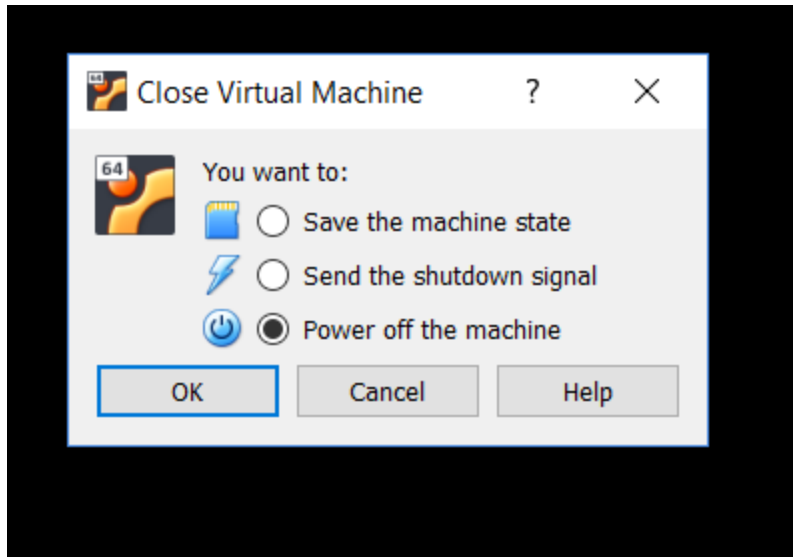 64
Close Virtual Machine ?
64
You want to:
Save the machine state
Send the shutdown signal
Power off the machine
OK Cancel Help